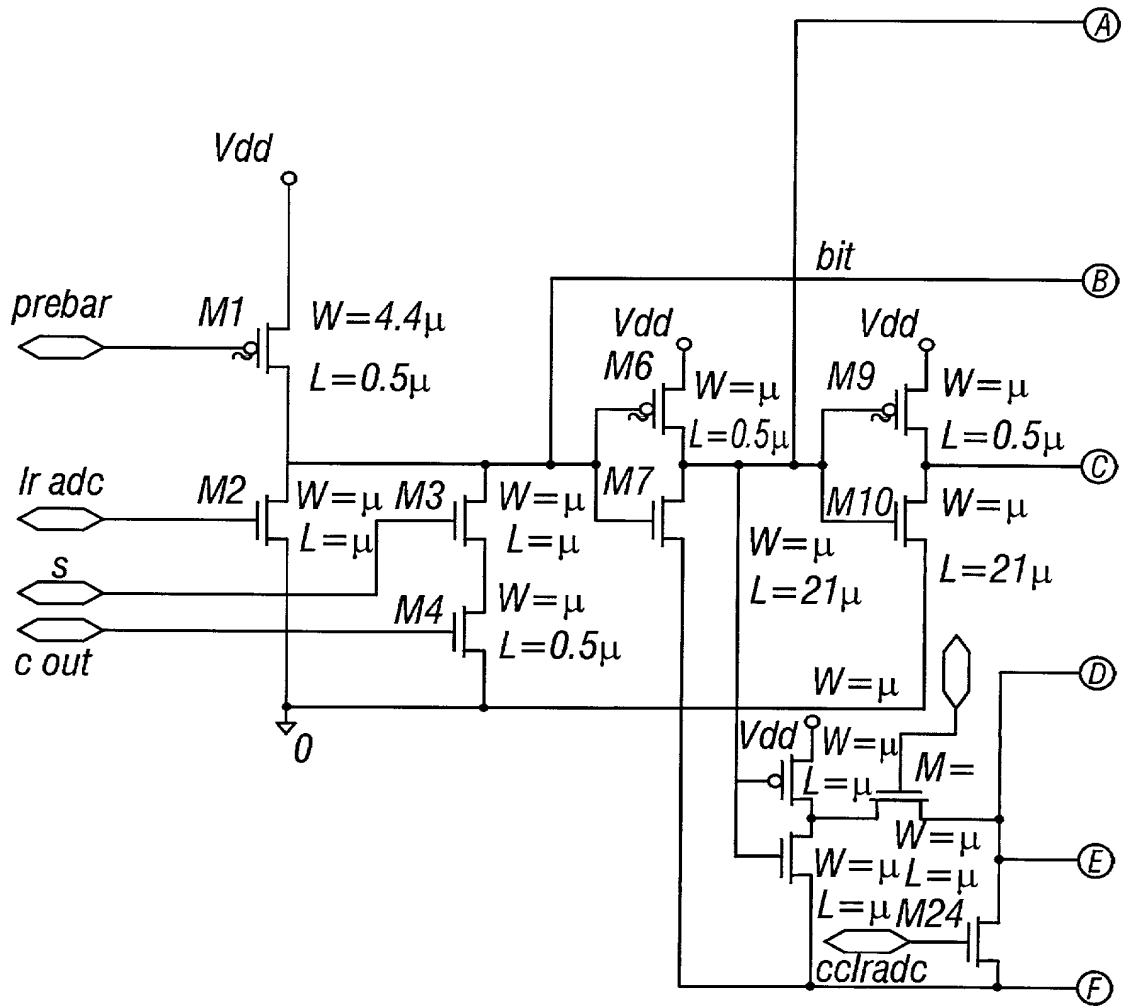 A
Vdd
bit
B
prebar
M1
W=4.4μ
L=0.5μ
Vdd
M6
W=μ
L=0.5μ
Vdd
M9
W=μ
L=0.5μ
C
lr adc
M2
W=μ
L=μ
M3
W=μ
L=μ
M7
W=μ
L=21μ
M10
W=μ
L=21μ
s
c out
M4
W=μ
L=0.5μ
W=μ
D
0
Vdd
W=μ
L=μ
M=
W=μ
L=μ
E
W=μ
L=μ
M24
cclradc
F